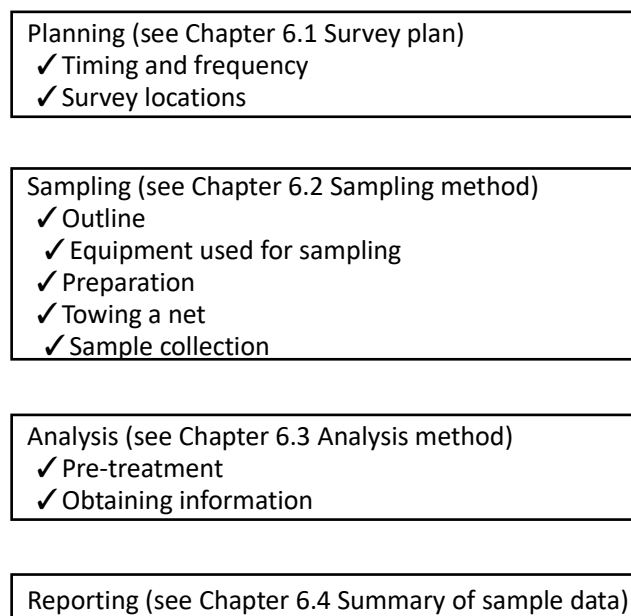 Planning (see Chapter 6.1 Survey plan)
✓Timing and frequency
✓Survey locations
Sampling (see Chapter 6.2 Sampling method)
✓Outline
✓Equipment used for sampling
✓Preparation
✓Towing a net
✓Sample collection
Analysis (see Chapter 6.3 Analysis method)
✓Pre-treatment
✓Obtaining information
Reporting (see Chapter 6.4 Summary of sample data)